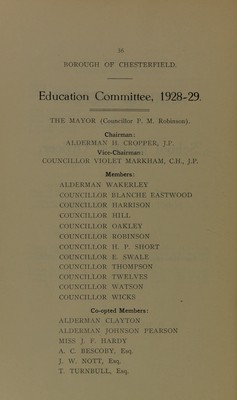 16
BOROUGH OF CHESTERFIELD.
Education Committee, 1928-29.
THE MAYOR (Councillor P. M. Robinson).
Chairman:
ALDERMAN H. CROPPER, J.P.
Vice-Chairman:
COUNCILLOR VIOLET MARKHAM, C.H., J.P.
Members:
ALDERMAN WAKERLEY
COUNCILLOR BLANCHE EASTWOOD
COUNCILLOR HARRISON
COUNCILLOR HILL
COUNCILLOR OAKLEY
COUNCILLOR ROBINSON
COUNCILLOR H. P. SHORT
COUNCILLOR E. SWALE
COUNCILLOR THOMPSON
COUNCILLOR TWELVES
COUNCILLOR WATSON
COUNCILLOR WICKS
Co-opted Members:
ALDERMAN CLAYTON
ALDERMAN JOHNSON PEARSON
MISS J. F. HARDY
A. C. BESCOBY, Esq.
J. W. NOTT, Esq.
T. TURNBULL, Esq.